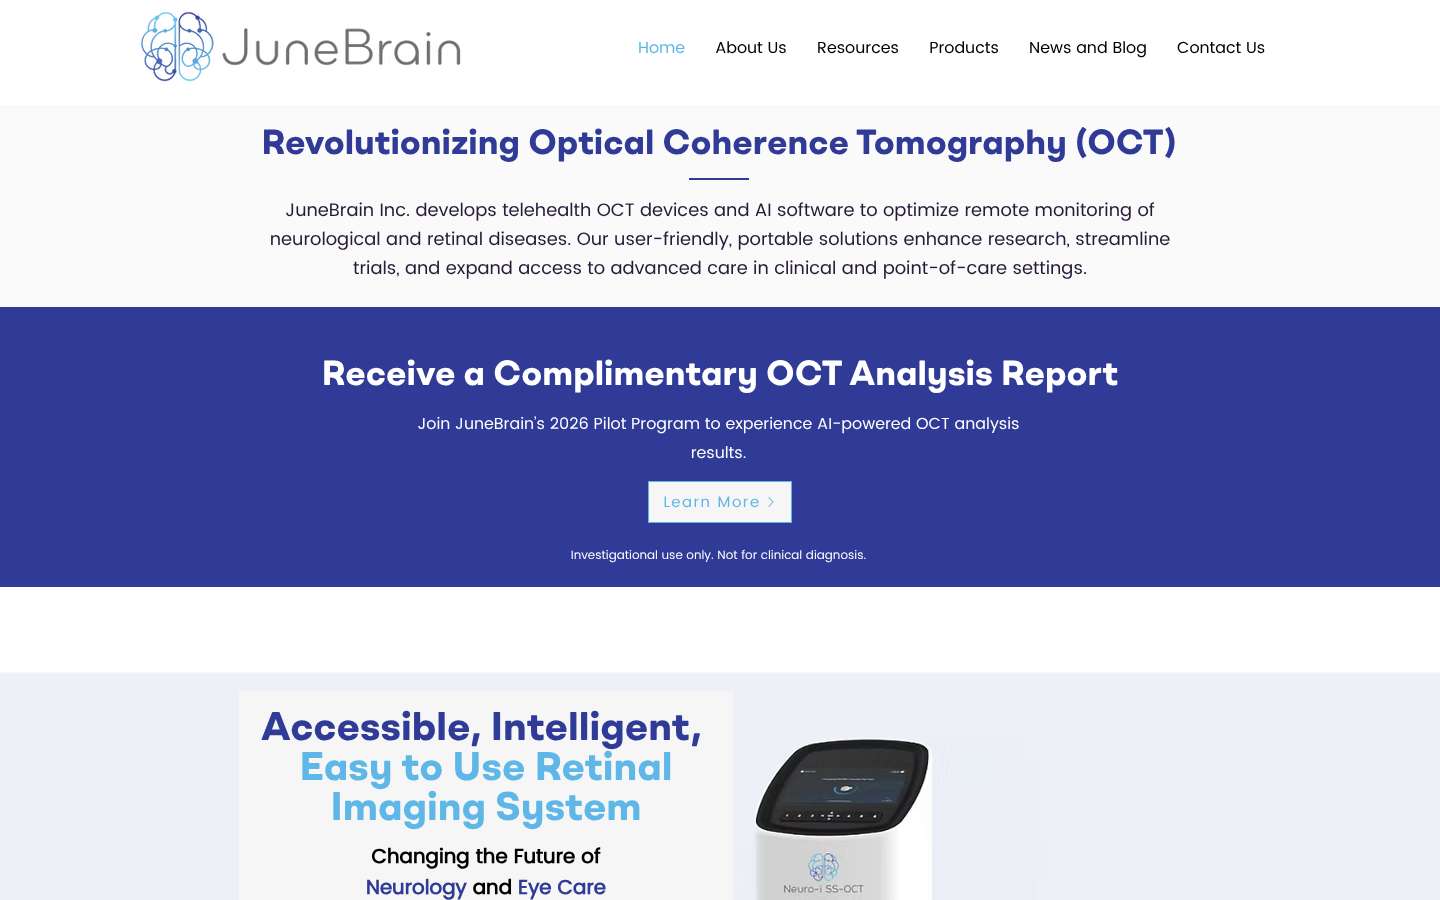 JuneBrain
Home About Us Resources Products News and Blog Contact Us
Revolutionizing Optical Coherence Tomography (OCT)
JuneBrain Inc. develops telehealth OCT devices and AI software to optimize remote monitoring of
neurological and retinal diseases. Our user-friendly, portable solutions enhance research, streamline
trials, and expand access to advanced care in clinical and point-of-care settings.
Receive a Complimentary OCT Analysis Report
Join JuneBrain's 2026 Pilot Program to experience AI-powered OCT analysis
results.
Learn More >
Investigational use only. Not for clinical diagnosis.
Accessible, Intelligent,
Easy to Use Retinal
Imaging System
Changing the Future of
Neurology and Eye Care
Neuro-i SS-OCT